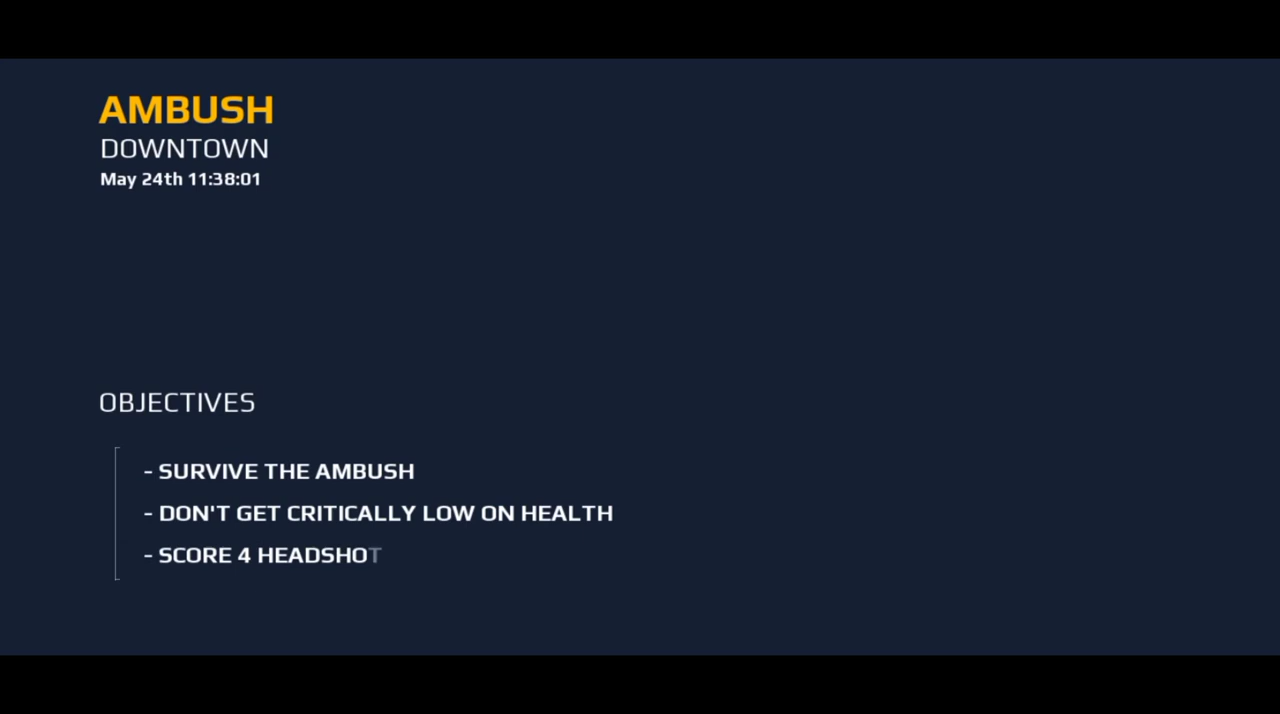 AMBUSH
DOWNTOWN
May 24th 11:38:01
OBJECTIVES
- SURVIVE THE AMBUSH
- DON'T GET CRITICALLY LOW ON HEALTH
- SCORE 4 HEADSHOT